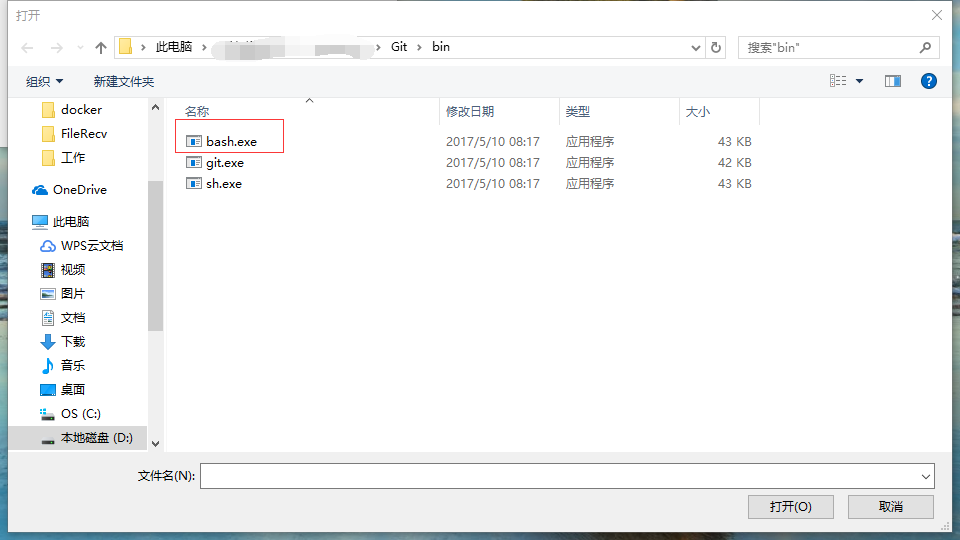 打开
此电脑 Git bin
搜索"bin"
组织 新建文件夹
名称 修改日期 类型 大小
bash.exe 2017/5/10 08:17 应用程序 43 KB
git.exe 2017/5/10 08:17 应用程序 42 KB
sh.exe 2017/5/10 08:17 应用程序 43 KB
docker
FileRecv
工作
OneDrive
此电脑
WPS云文档
视频
图片
文档
下载
音乐
桌面
OS (C:)
本地磁盘 (D:)
文件名(N):
打开(O) 取消